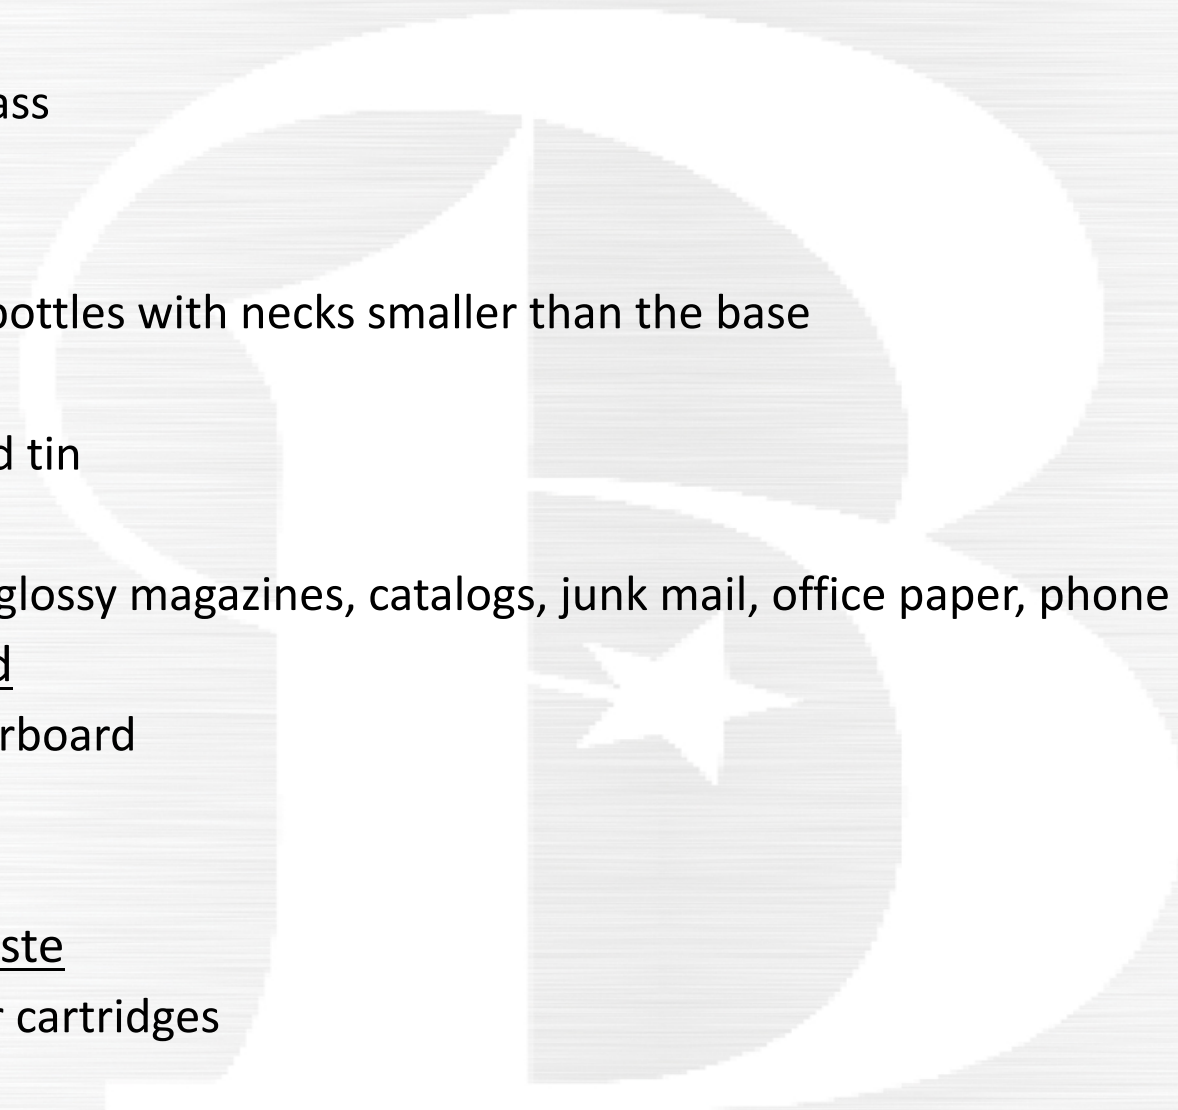 ass
bottles with necks smaller than the base
d tin
glossy magazines, catalogs, junk mail, office paper, phone
d
rboard
ste
r cartridges